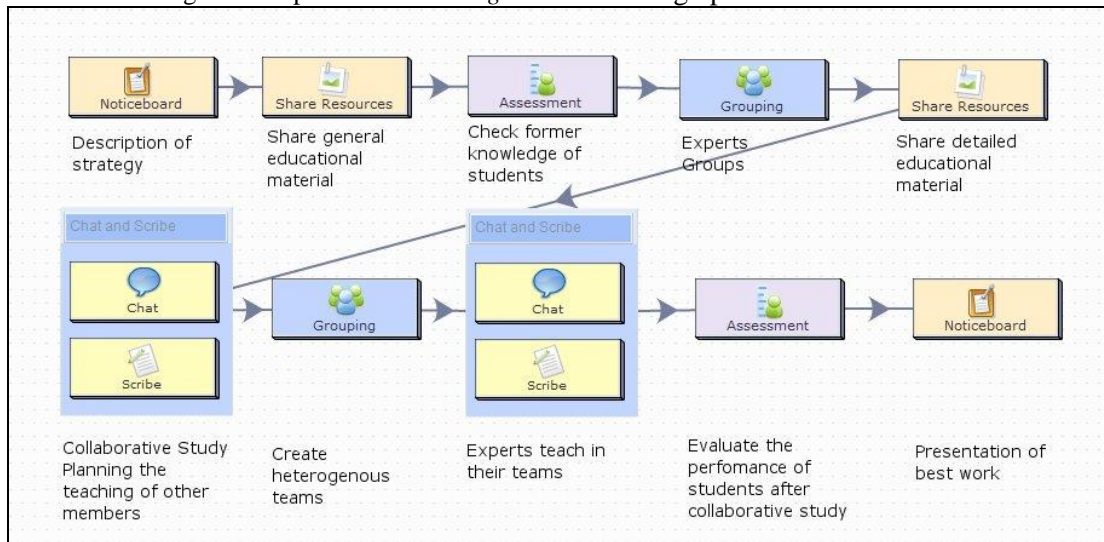 Noticeboard
Share Resources
Assessment
Grouping
Share Resources
Description of
strategy
Share general
educational
material
Check former
knowledge of
students
Experts
Groups
Share detailed
educational
material
Chat and Scribe
Chat
Scribe
Grouping
Chat and Scribe
Chat
Scribe
Assessment
Noticeboard
Collaborative Study
Planning the
teaching of other
members
Create
heterogenous
teams
Experts teach in
their teams
Evaluate the
perfomance of
students after
collaborative study
Presentation of
best work